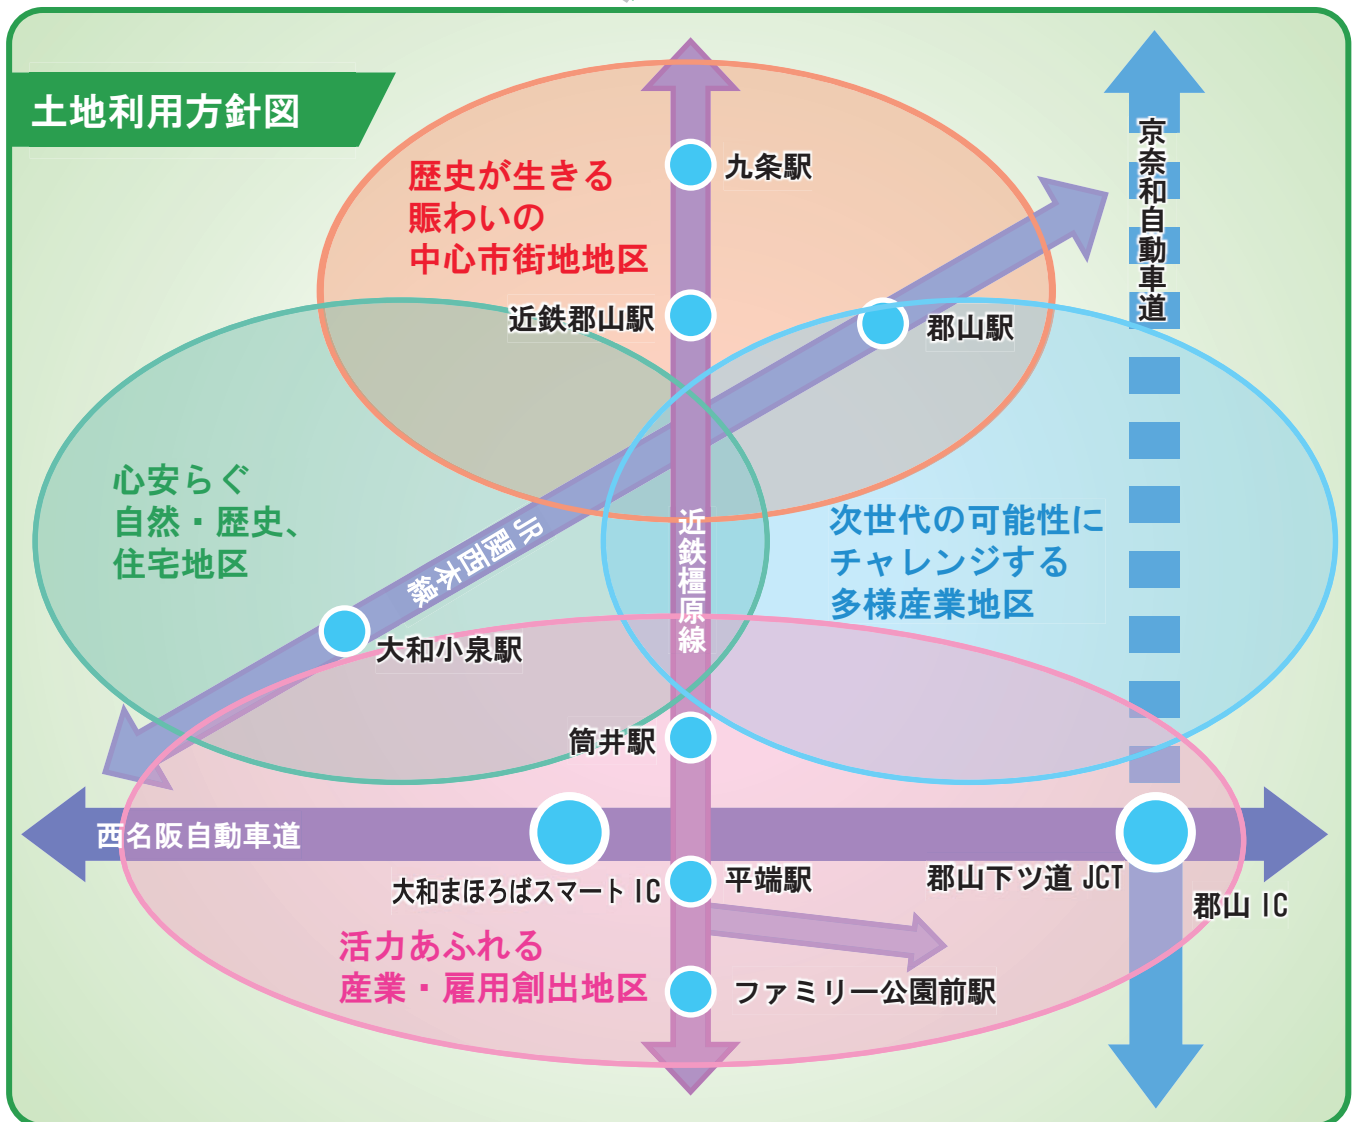 土地利用方針図
京奈和自動車道
九条駅
歴史が生きる
賑わいの
中心市街地地区
近鉄郡山駅
郡山駅
心安らぐ
自然・歴史、
住宅地区
JR関西本線
近鉄橿原線
次世代の可能性に
チャレンジする
多様産業地区
大和小泉駅
筒井駅
西名阪自動車道
大和まほろばスマート IC
平端駅
郡山下ツ道 JCT
郡山 IC
活力あふれる
産業・雇用創出地区
ファミリー公園前駅